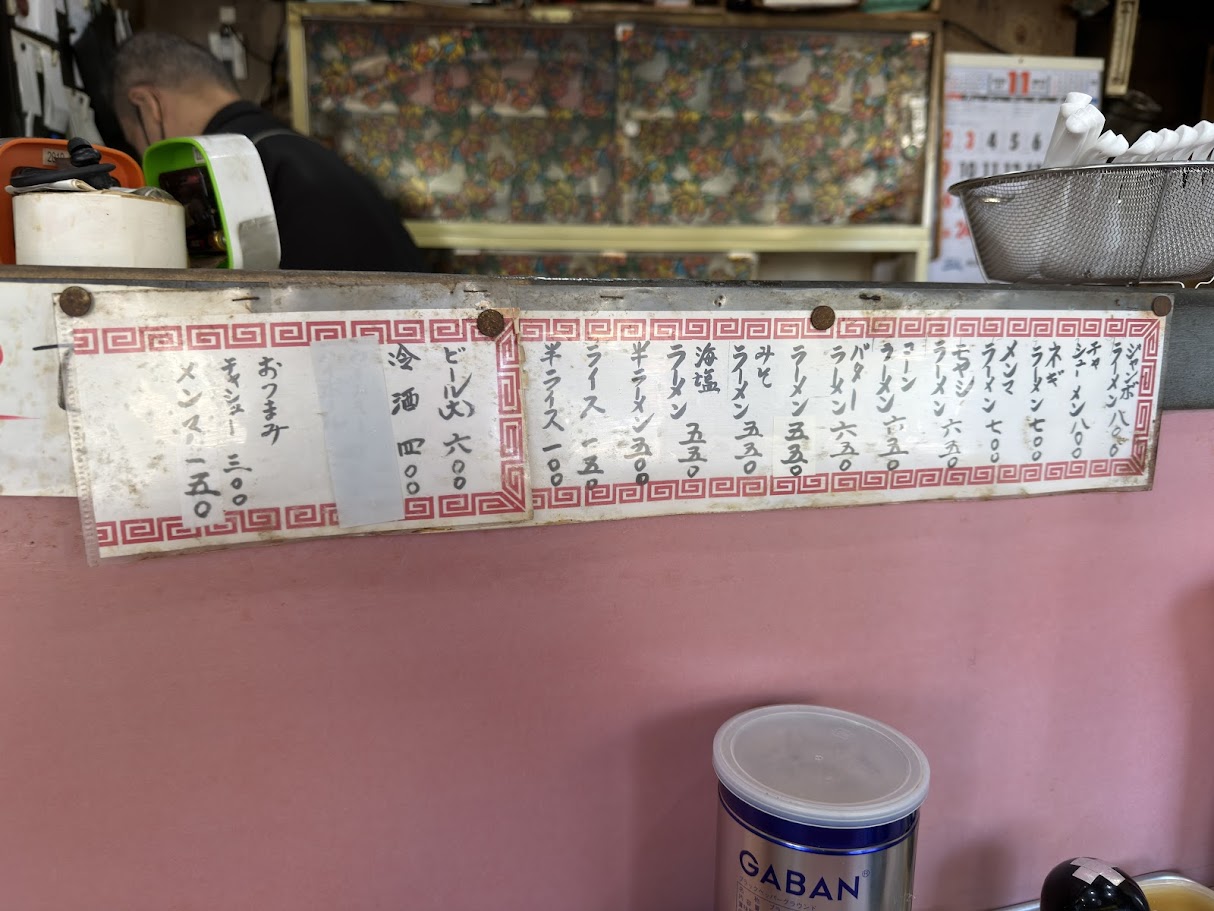 ジャンボラーメン 八〇〇
チャシューメン 八〇〇
ネギラーメン 七〇〇
メンマラーメン 七〇〇
モヤシラーメン 六五〇
コーンラーメン 六五〇
バターラーメン 六五〇
ラーメン 五五〇
みそラーメン 五五〇
海塩ラーメン 五五〇
半ラーメン 五〇〇
ライス 一五〇
半ライス 一〇〇
ビール(大) 六〇〇
冷酒 四〇〇
おつまみ
チャシュー 三〇〇
メンマ 一五〇
11
2 3 4 5 6
GABAN®